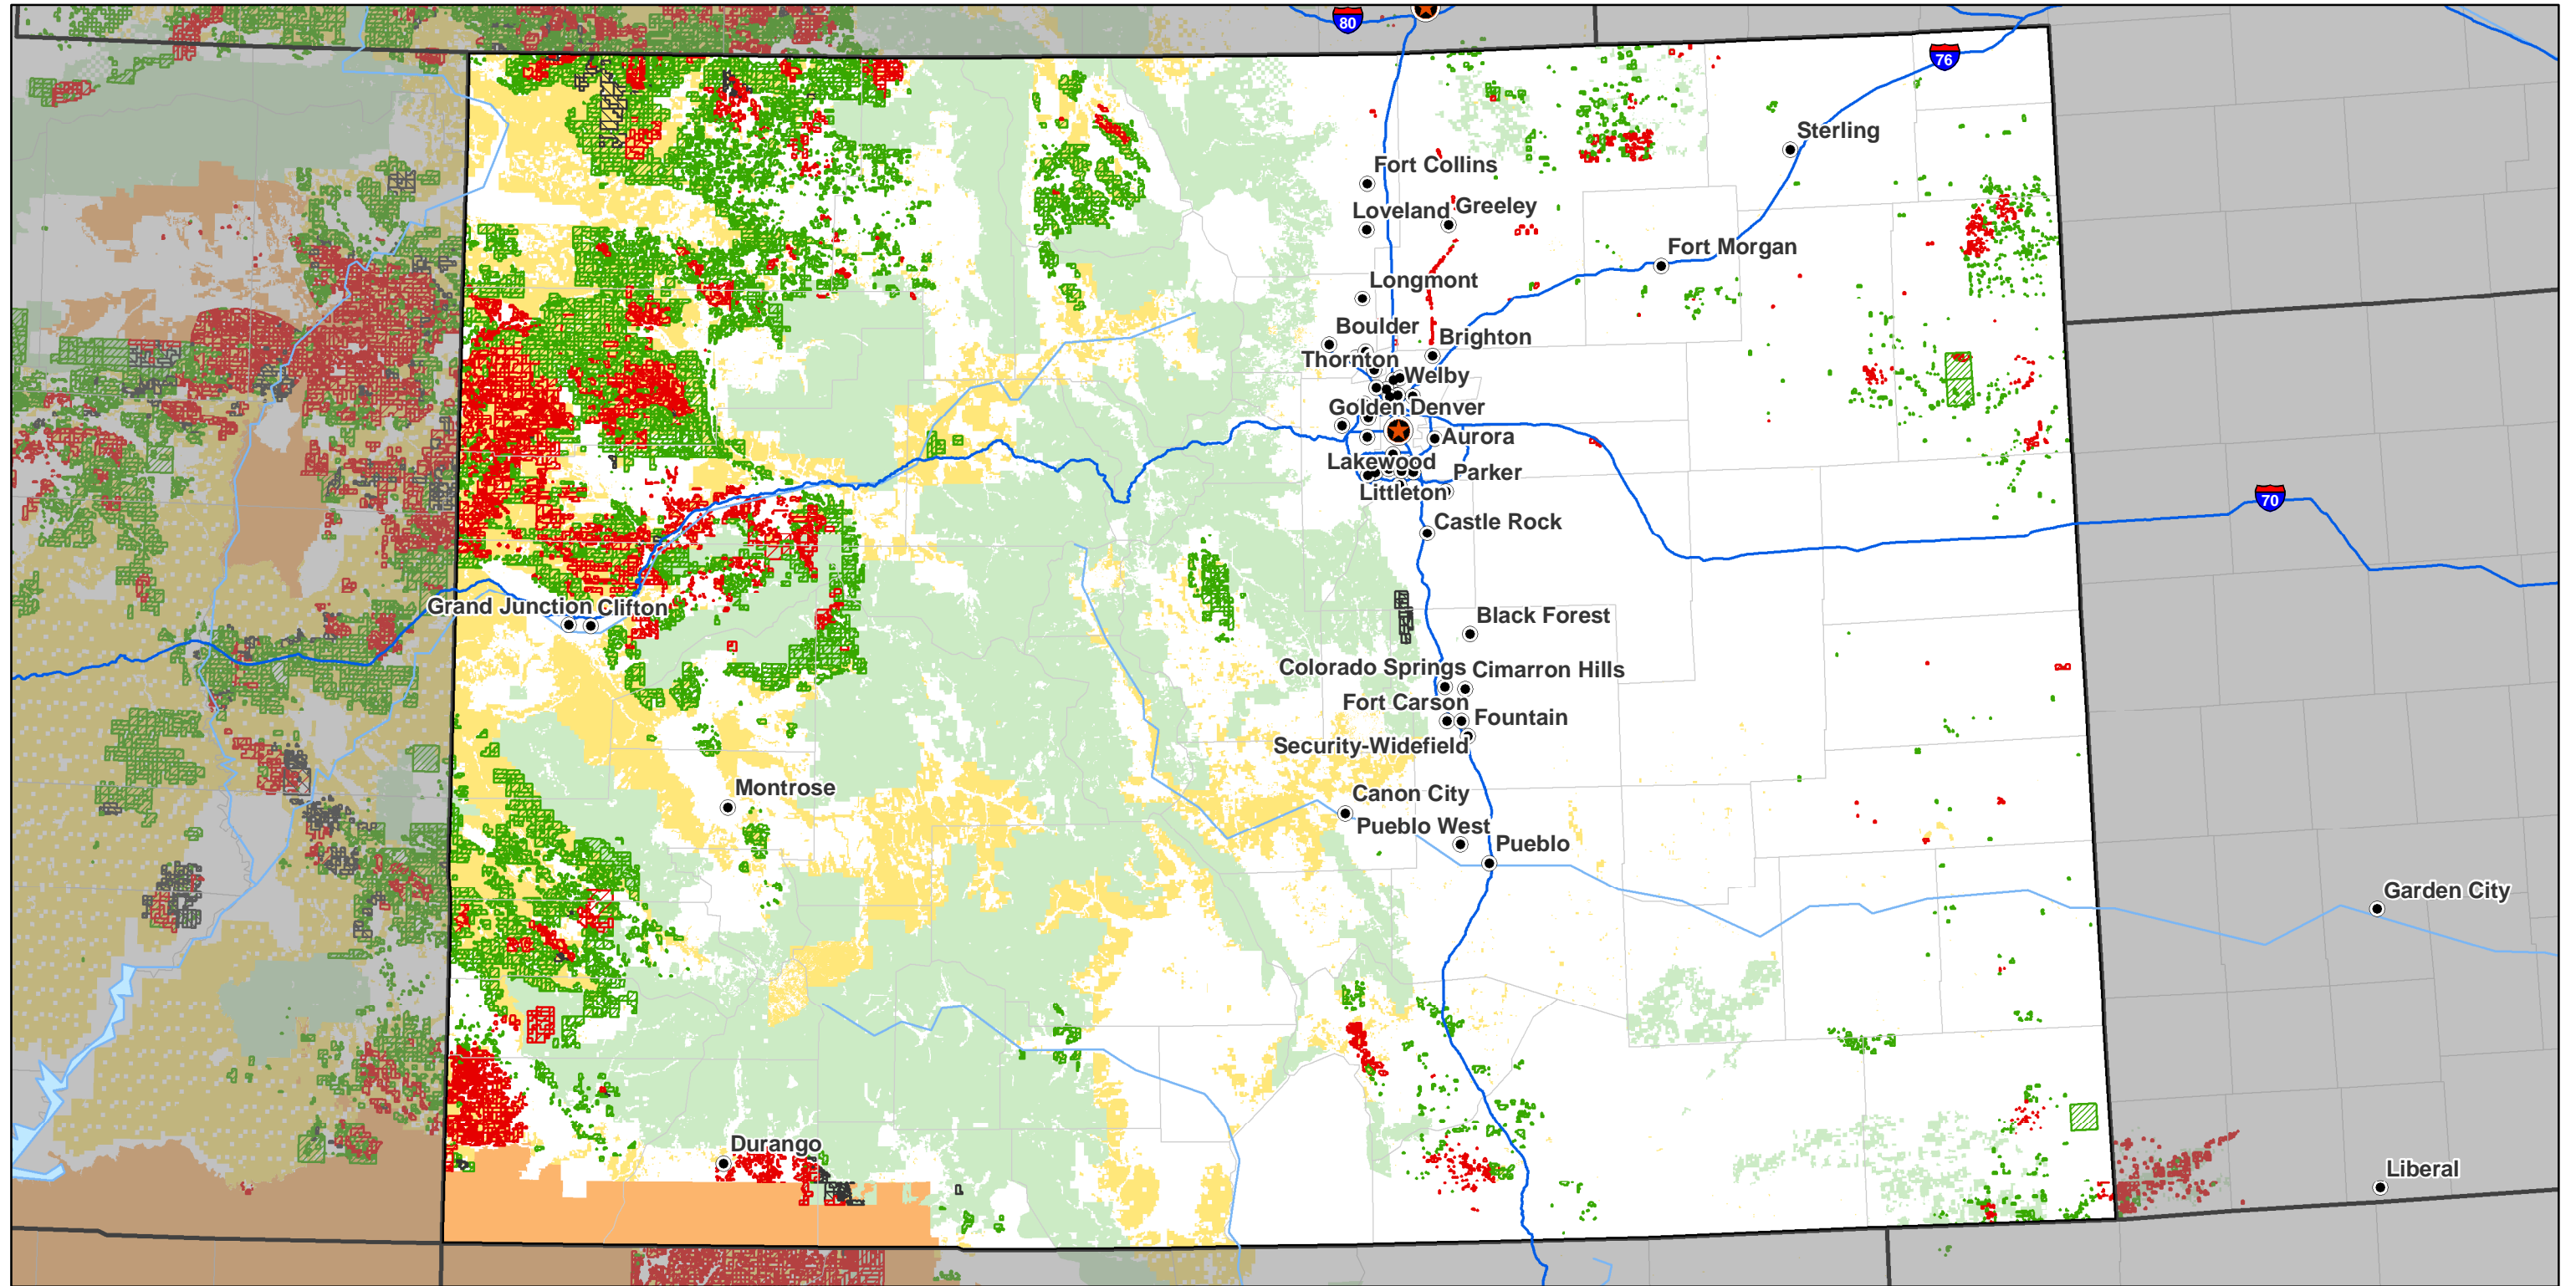 80
76
Sterling
Fort Collins
Loveland
Greeley
Fort Morgan
Longmont
Boulder
Brighton
Thornton
Welby
Golden
Denver
Aurora
Lakewood
Parker
Littleton
70
Castle Rock
Grand Junction
Clifton
Black Forest
Colorado Springs
Cimarron Hills
Fort Carson
Fountain
Security-Widefield
Montrose
Canon City
Pueblo West
Pueblo
Garden City
Durango
Liberal